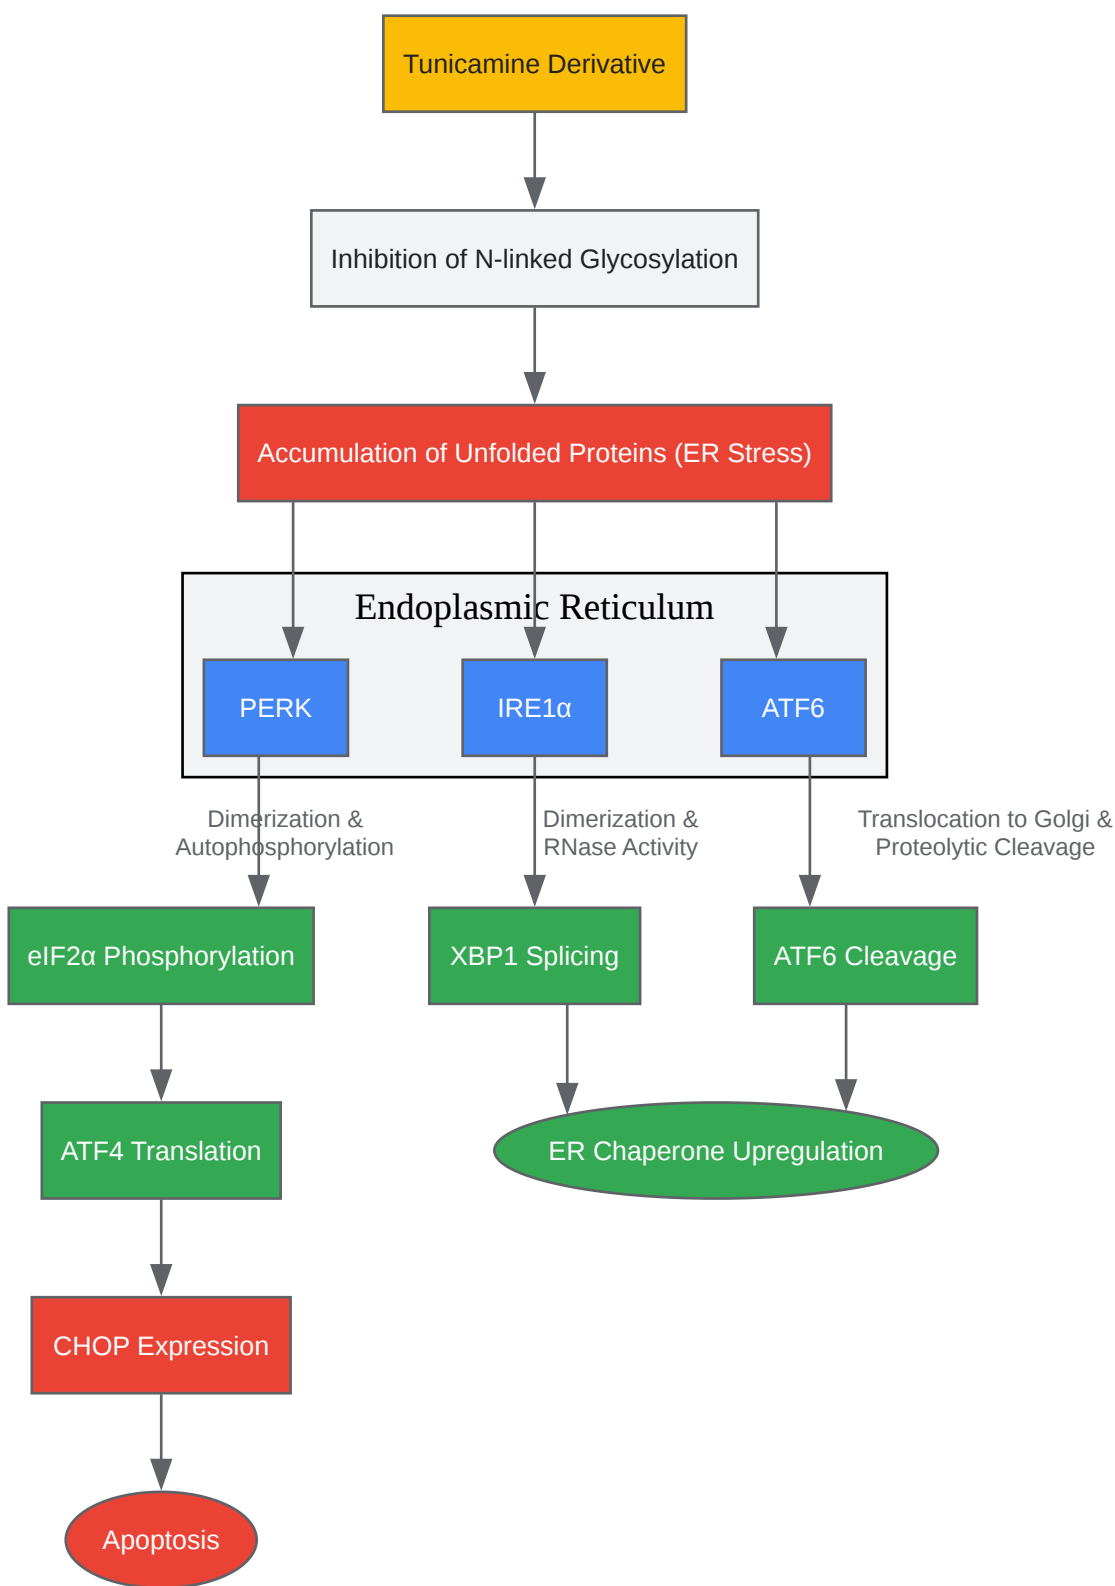 Tunicamine Derivative
Inhibition of N-linked Glycosylation
Accumulation of Unfolded Proteins (ER Stress)
Endoplasmic Reticulum
PERK
IRE1α
ATF6
Dimerization &
Autophosphorylation
Dimerization &
RNase Activity
Translocation to Golgi &
Proteolytic Cleavage
eIF2α Phosphorylation
XBP1 Splicing
ATF6 Cleavage
ATF4 Translation
ER Chaperone Upregulation
CHOP Expression
Apoptosis